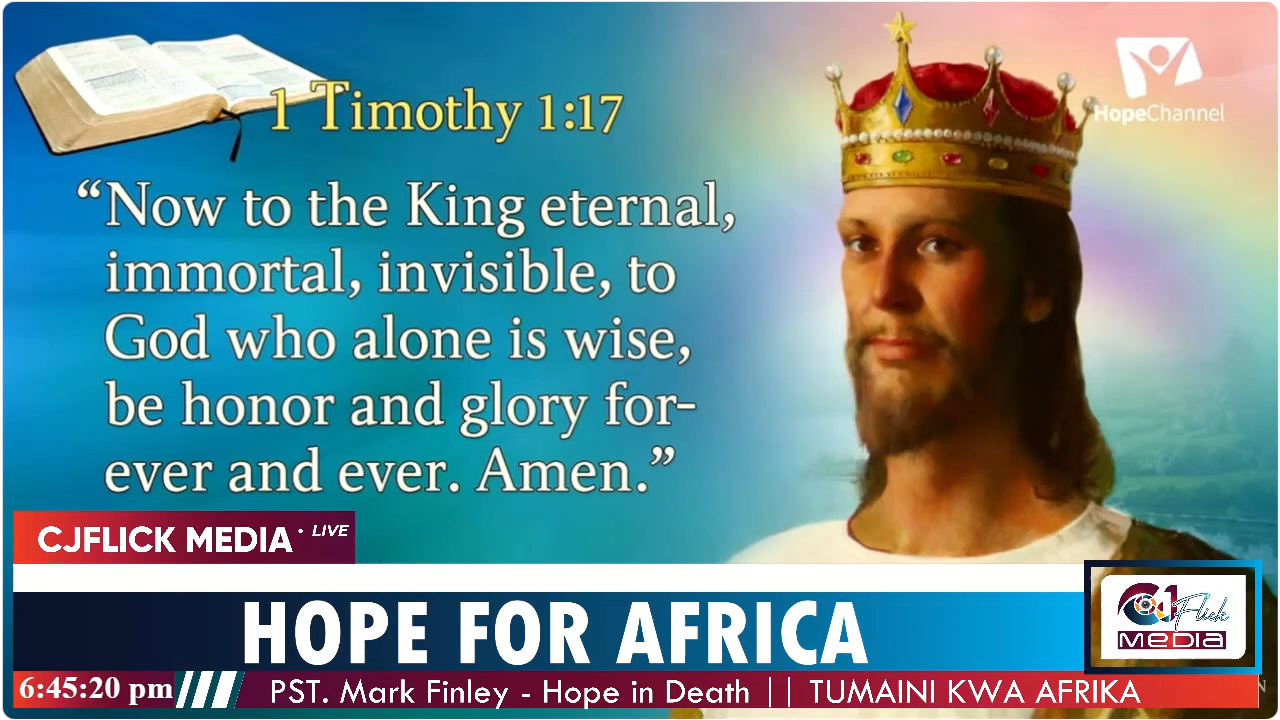 1 Timothy 1:17
HopeChannel
“Now to the King eternal,
immortal, invisible, to
God who alone is wise,
be honor and glory for-
ever and ever. Amen.”
CJFLICK MEDIA • LIVE
HOPE FOR AFRICA
Flick
MEDIA
6:45:20 pm
PST. Mark Finley - Hope in Death || TUMAINI KWA AFRIKA